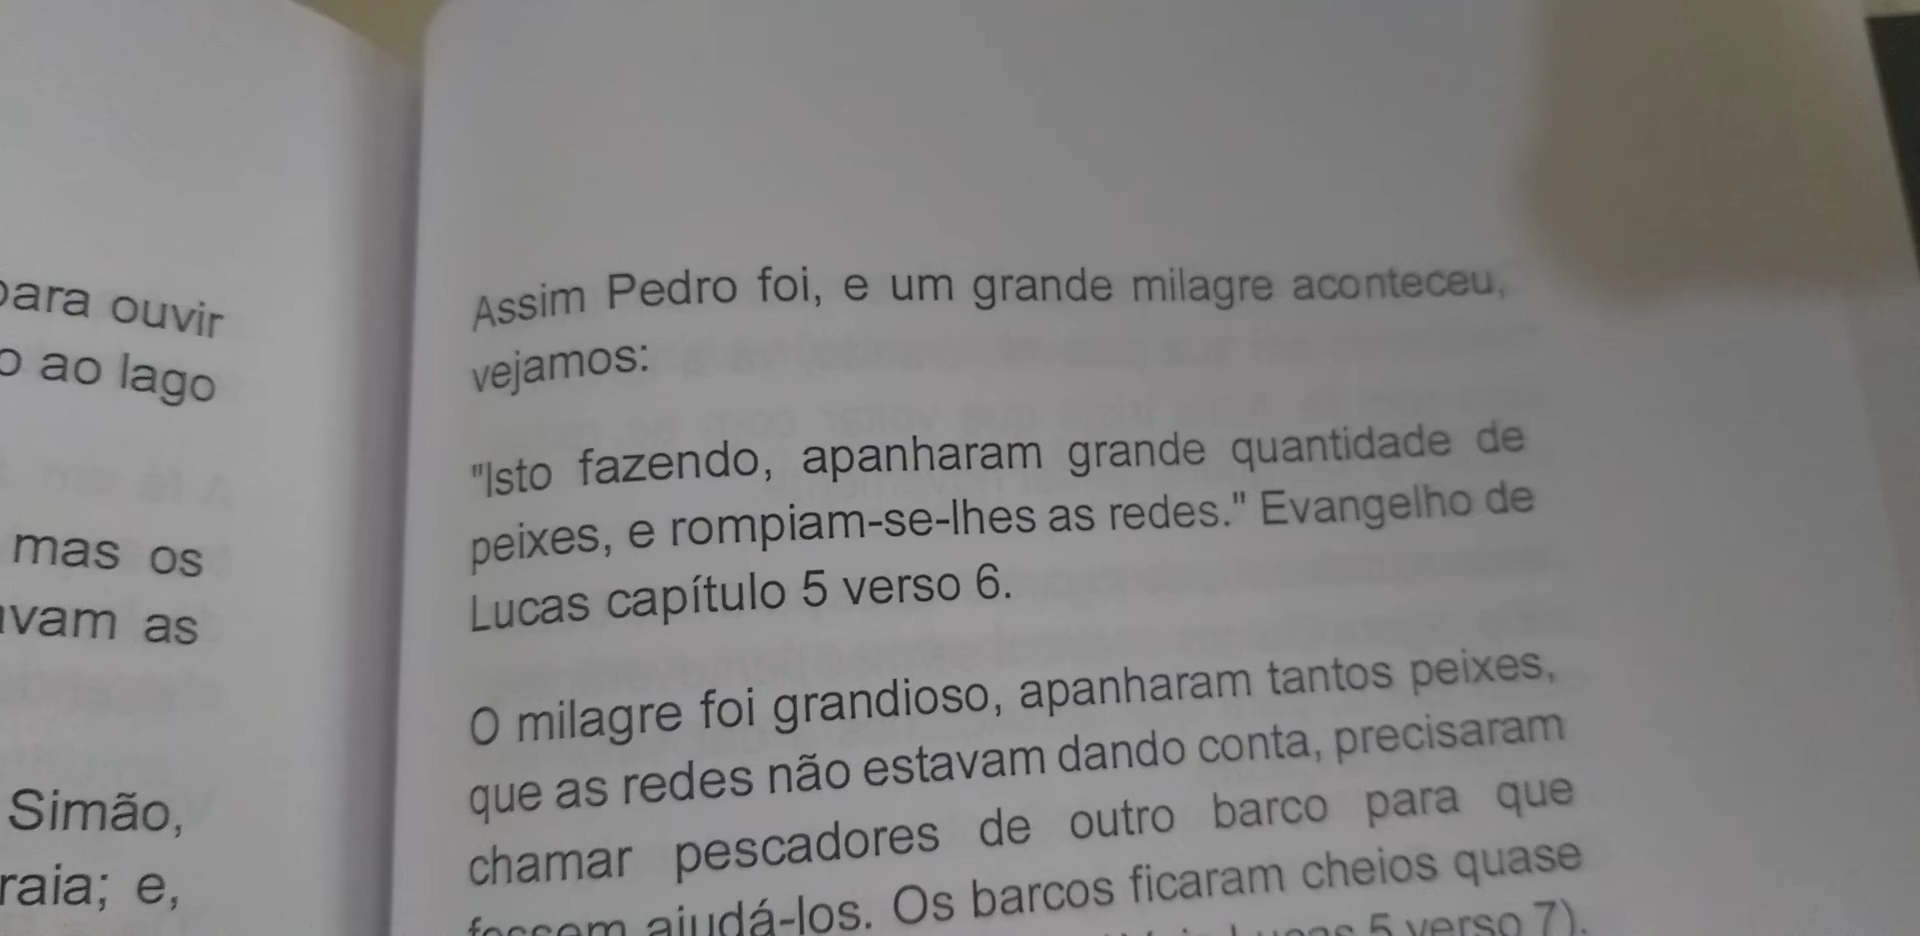 para ouvir
o ao lago
mas os
vam as
Simão,
raia; e,
Assim Pedro foi, e um grande milagre aconteceu,
vejamos:
"Isto fazendo, apanharam grande quantidade de
peixes, e rompiam-se-lhes as redes." Evangelho de
Lucas capítulo 5 verso 6.
O milagre foi grandioso, apanharam tantos peixes,
que as redes não estavam dando conta, precisaram
chamar pescadores de outro barco para que
fossem ajudá-los. Os barcos ficaram cheios quase
Lucas 5 verso 7).